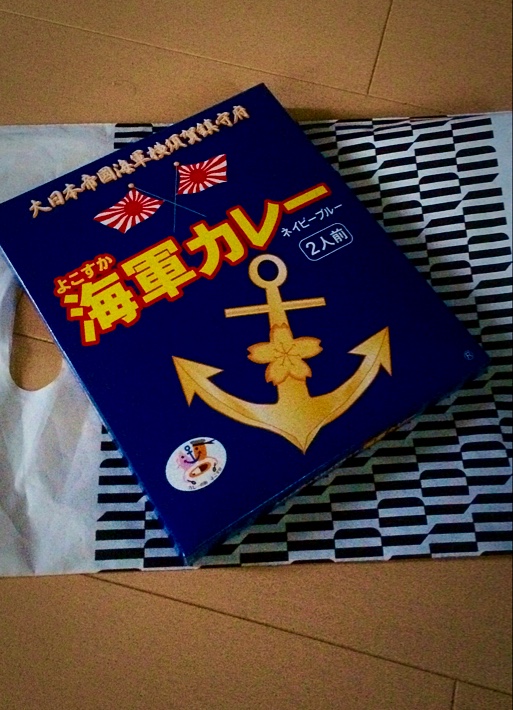 大日本帝國海軍横須賀鎮守府
よこすか
海軍カレー
ネイビーブルー
2人前